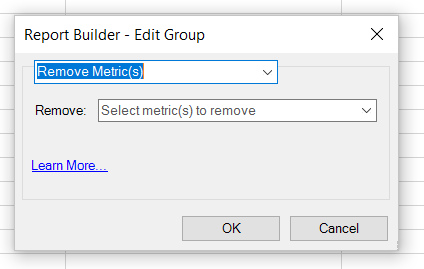 Report Builder - Edit Group
Remove Metric(s)
Remove: Select metric(s) to remove
Learn More...
OK Cancel